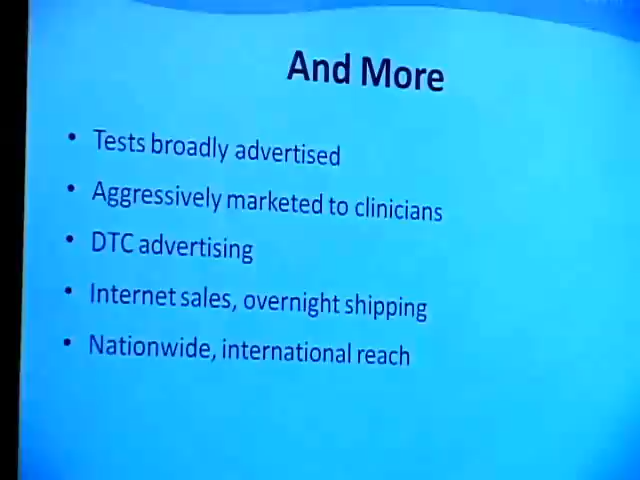 And More
• Tests broadly advertised
• Aggressively marketed to clinicians
• DTC advertising
• Internet sales, overnight shipping
• Nationwide, international reach